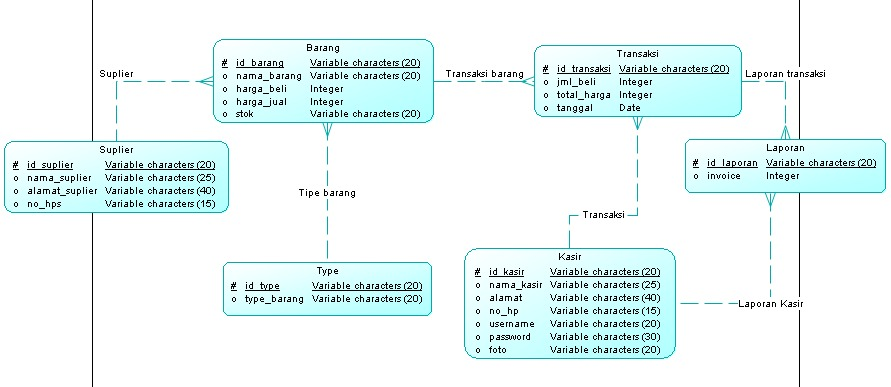 Barang
# id_barang Variable characters (20)
o nama_barang Variable characters (20)
o harga_beli Integer
o harga_jual Integer
o stok Variable characters (20)
Transaksi
# id_transaksi Variable characters (20)
o jml_beli Integer
o total_harga Integer
o tanggal Date
Suplier
Transaksi barang
Laporan transaksi
Suplier
# id_suplier Variable characters (20)
o nama_suplier Variable characters (25)
o alamat_suplier Variable characters (40)
o no_hps Variable characters (15)
Laporan
# id_laporan Variable characters (20)
o invoice Integer
Tipe barang
Transaksi
Type
# id_type Variable characters (20)
o type_barang Variable characters (20)
Kasir
# id_kasir Variable characters (20)
o nama_kasir Variable characters (25)
o alamat Variable characters (40)
o no_hp Variable characters (15)
o username Variable characters (20)
o password Variable characters (30)
o foto Variable characters (20)
Laporan Kasir